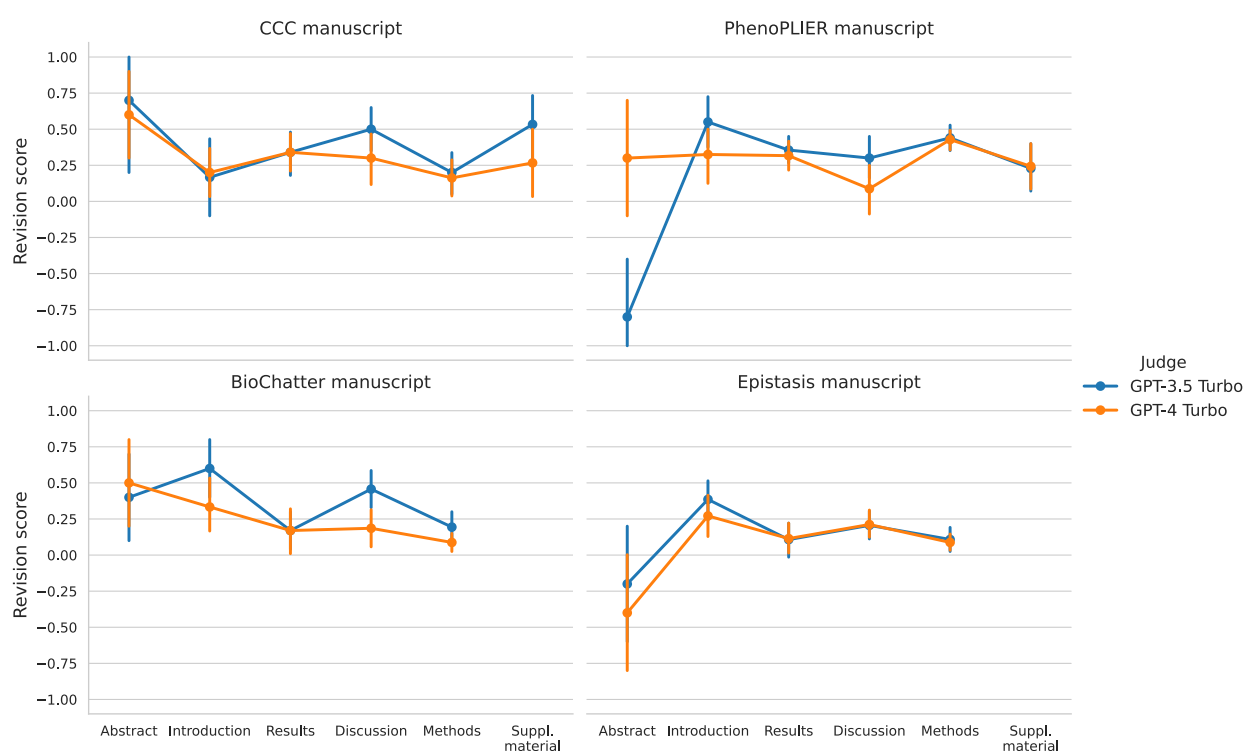 CCC manuscript
PhenoPLIER manuscript
Revision score
1.00
0.75
0.50
0.25
0.00
−0.25
−0.50
−0.75
−1.00
Judge
GPT-3.5 Turbo
GPT-4 Turbo
BioChatter manuscript
Epistasis manuscript
Revision score
1.00
0.75
0.50
0.25
0.00
−0.25
−0.50
−0.75
−1.00
Abstract
Introduction
Results
Discussion
Methods
Suppl.
material
Abstract
Introduction
Results
Discussion
Methods
Suppl.
material